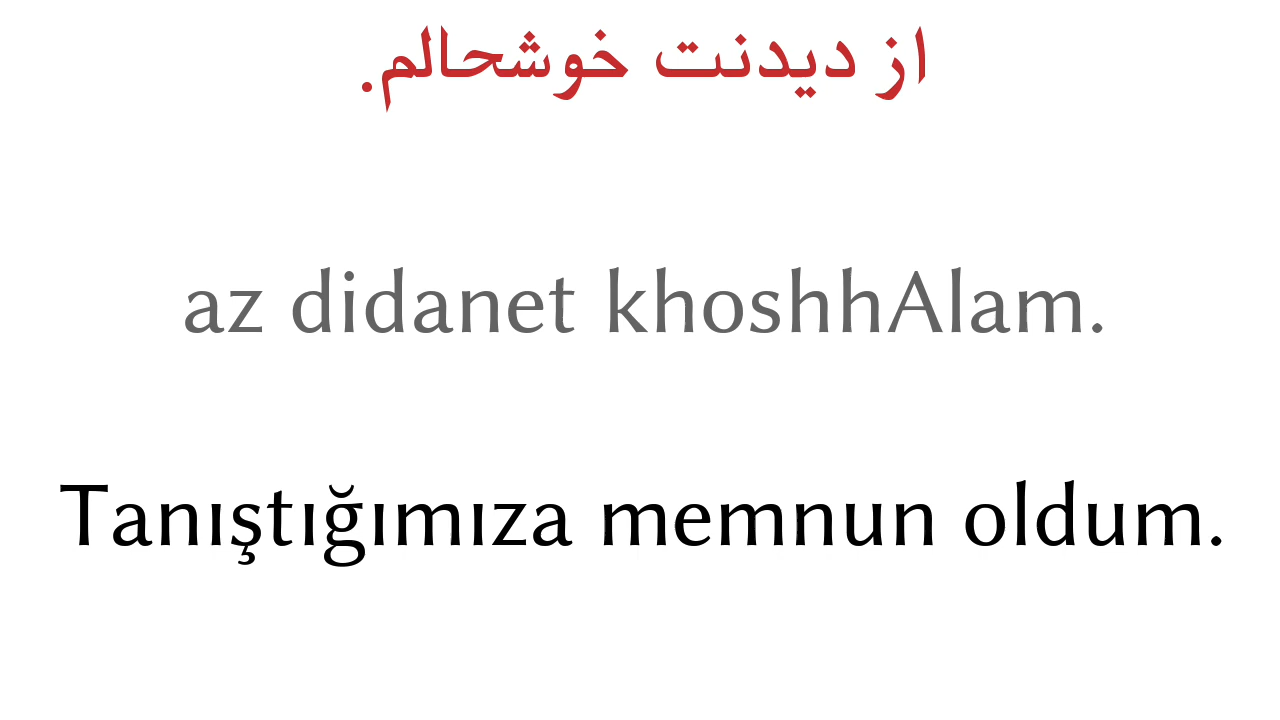 از دیدنت خوشحالم.
az didanet khoshhAlam.
Tanıştığımıza memnun oldum.